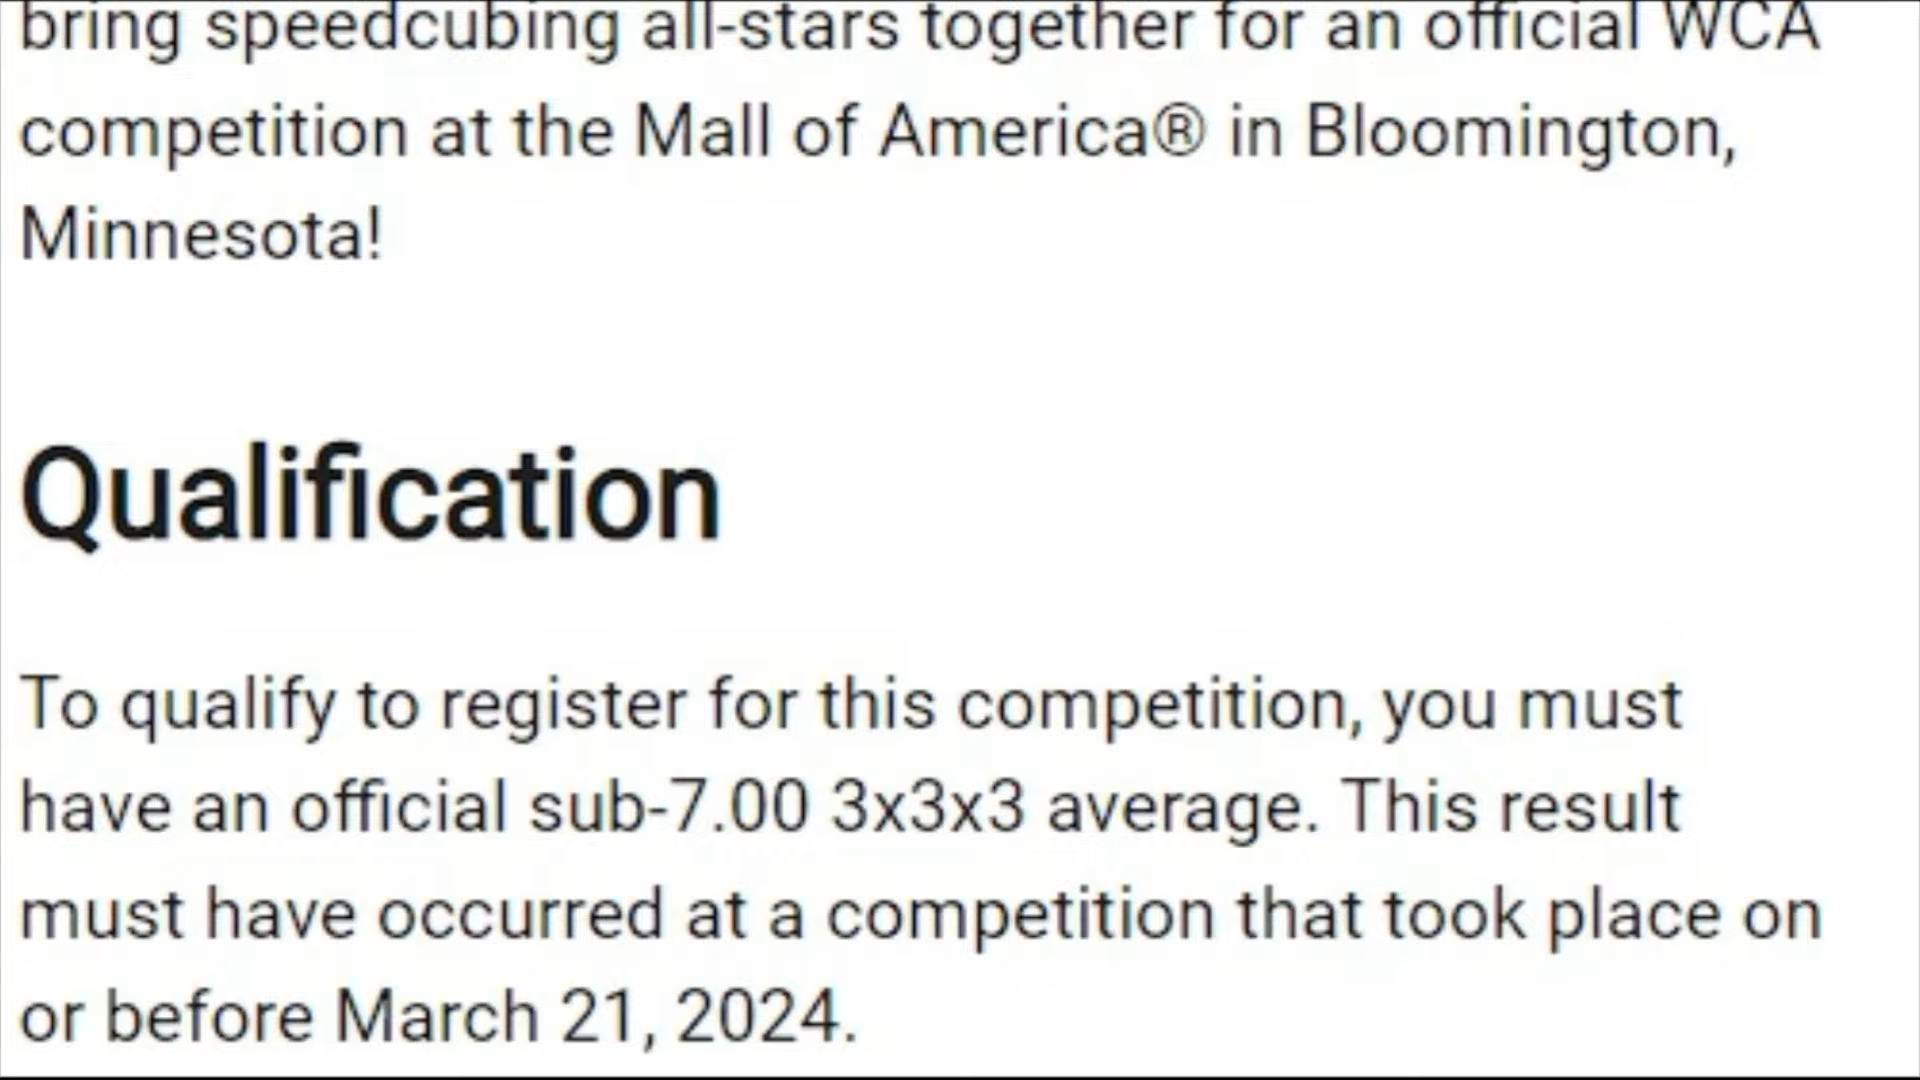 bring speedcubing all-stars together for an official WCA
competition at the Mall of America® in Bloomington,
Minnesota!
Qualification
To qualify to register for this competition, you must
have an official sub-7.00 3x3x3 average. This result
must have occurred at a competition that took place on
or before March 21, 2024.